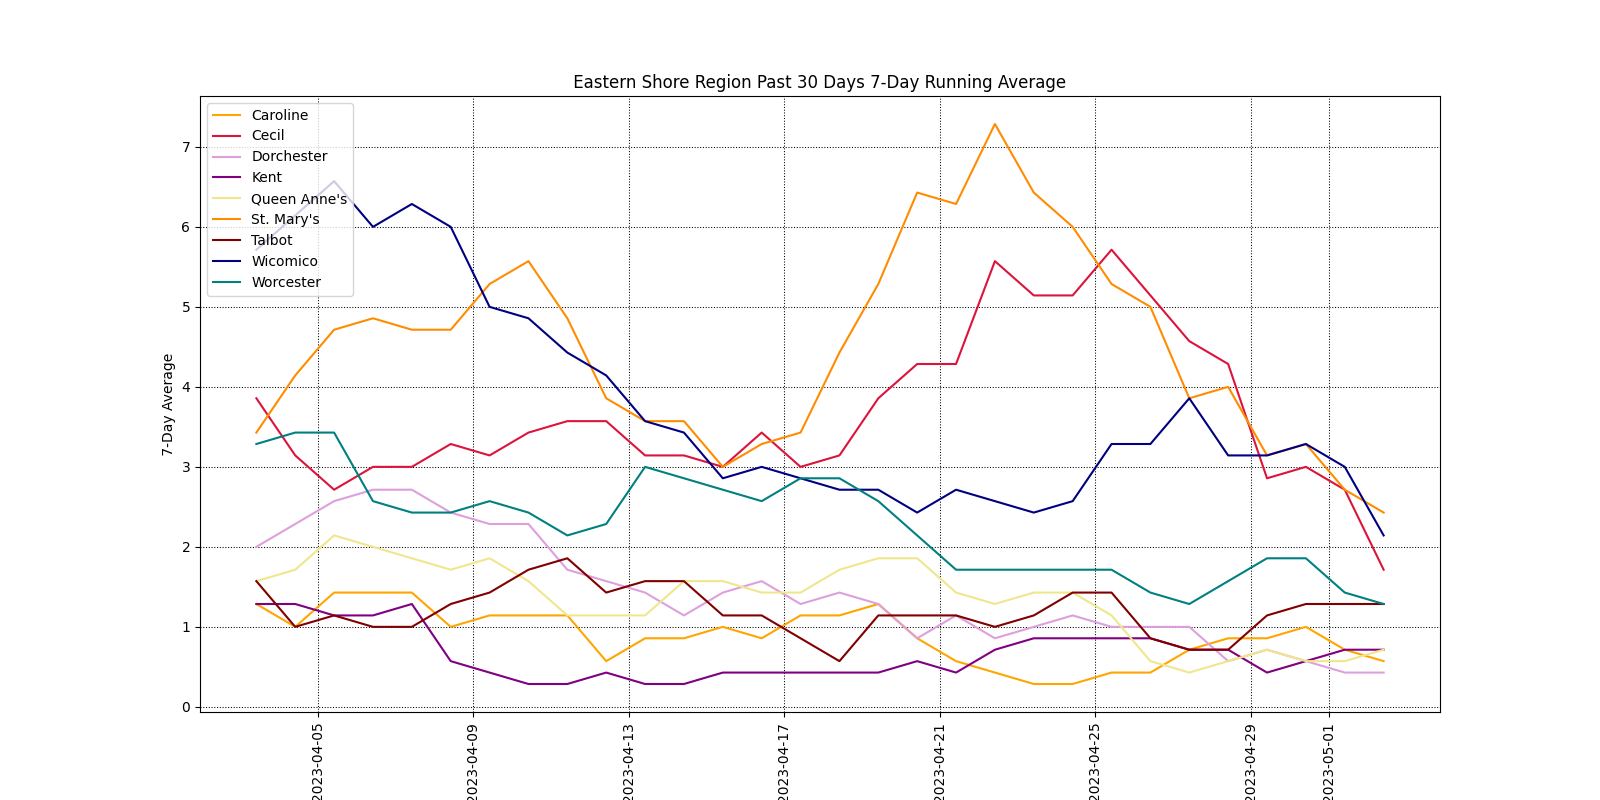 Eastern Shore Region Past 30 Days 7-Day Running Average
Caroline
Cecil
Dorchester
Kent
Queen Anne's
St. Mary's
Talbot
Wicomico
Worcester
7-Day Average
7
6
5
4
3
2
1
0
2023-04-05
2023-04-09
2023-04-13
2023-04-17
2023-04-21
2023-04-25
2023-04-29
2023-05-01